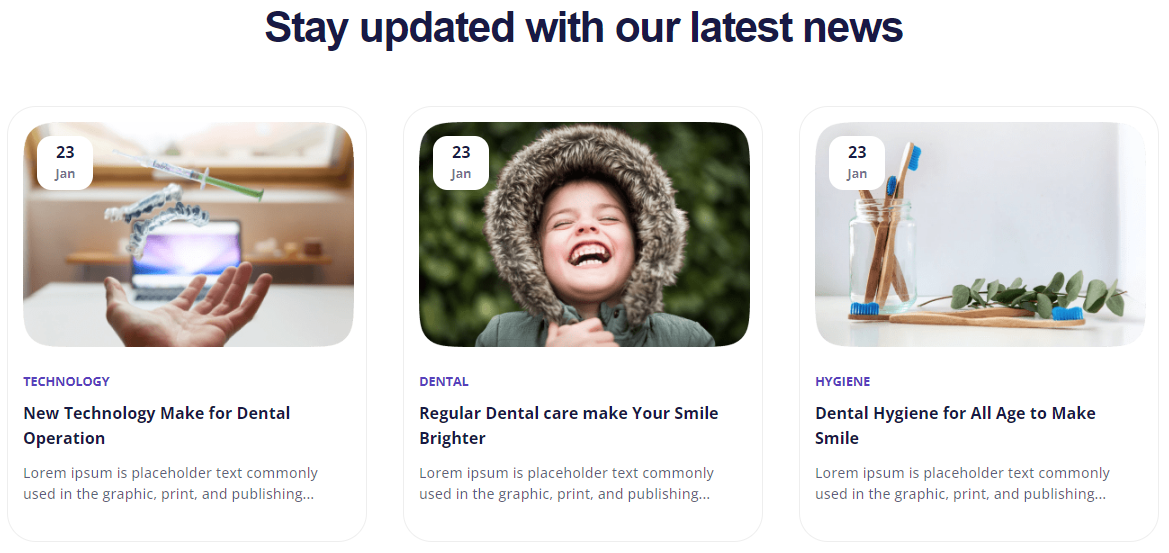 Stay updated with our latest news
23
Jan
TECHNOLOGY
New Technology Make for Dental
Operation
Lorem ipsum is placeholder text commonly
used in the graphic, print, and publishing...
23
Jan
DENTAL
Regular Dental care make Your Smile
Brighter
Lorem ipsum is placeholder text commonly
used in the graphic, print, and publishing...
23
Jan
HYGIENE
Dental Hygiene for All Age to Make
Smile
Lorem ipsum is placeholder text commonly
used in the graphic, print, and publishing...